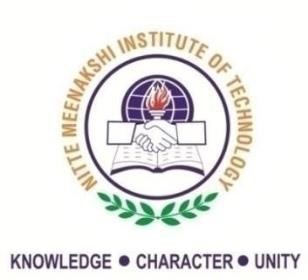 NITTE MEENAKSHI INSTITUTE OF TECHNOLOGY
KNOWLEDGE ● CHARACTER ● UNITY